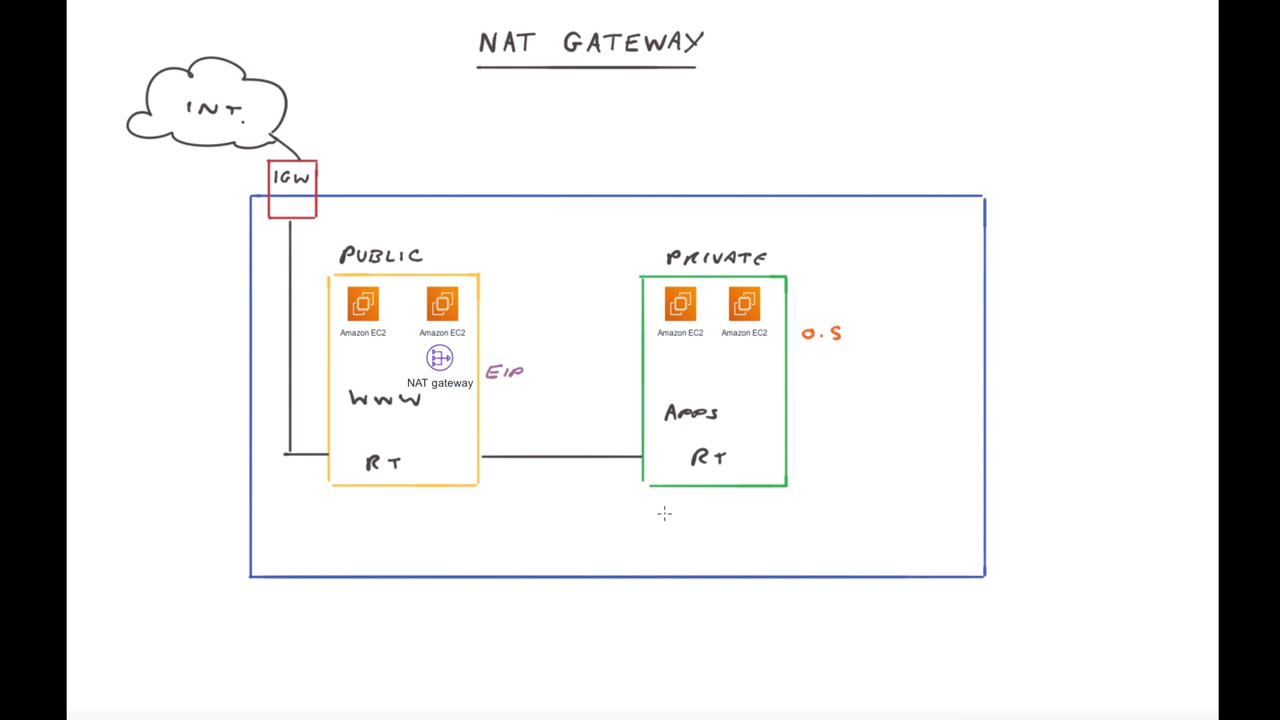 NAT GATEWAY
INT.
IGW
PUBLIC
PRIVATE
Amazon EC2
Amazon EC2
Amazon EC2
Amazon EC2
O.S
NAT gateway
EIP
WWW
APPS
RT
RT